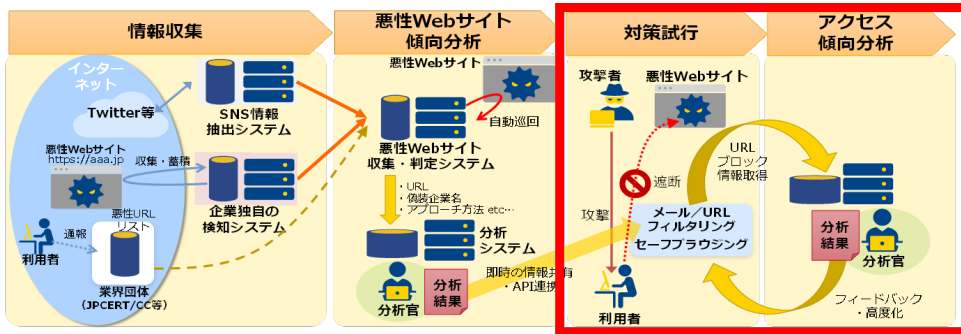 情報収集
インター
ネット
Twitter等
SNS情報
抽出システム
悪性Webサイト
https://aaa.jp
収集・蓄積
企業独自の
検知システム
悪性URL
リスト
通報
利用者
業界団体
(JPCERT/CC等)
悪性Webサイト
傾向分析
悪性Webサイト
自動巡回
悪性Webサイト
収集・判定システム
・URL
・偽装企業名
・アプローチ方法 etc…
分析
システム
分析官
分析
結果
即時の情報共有
・API連携
対策試行
攻撃者
悪性Webサイト
遮断
攻撃
メール／URL
フィルタリング
セーフブラウジング
利用者
アクセス
傾向分析
URL
ブロック
情報取得
分析
結果
分析官
フィードバック
・高度化